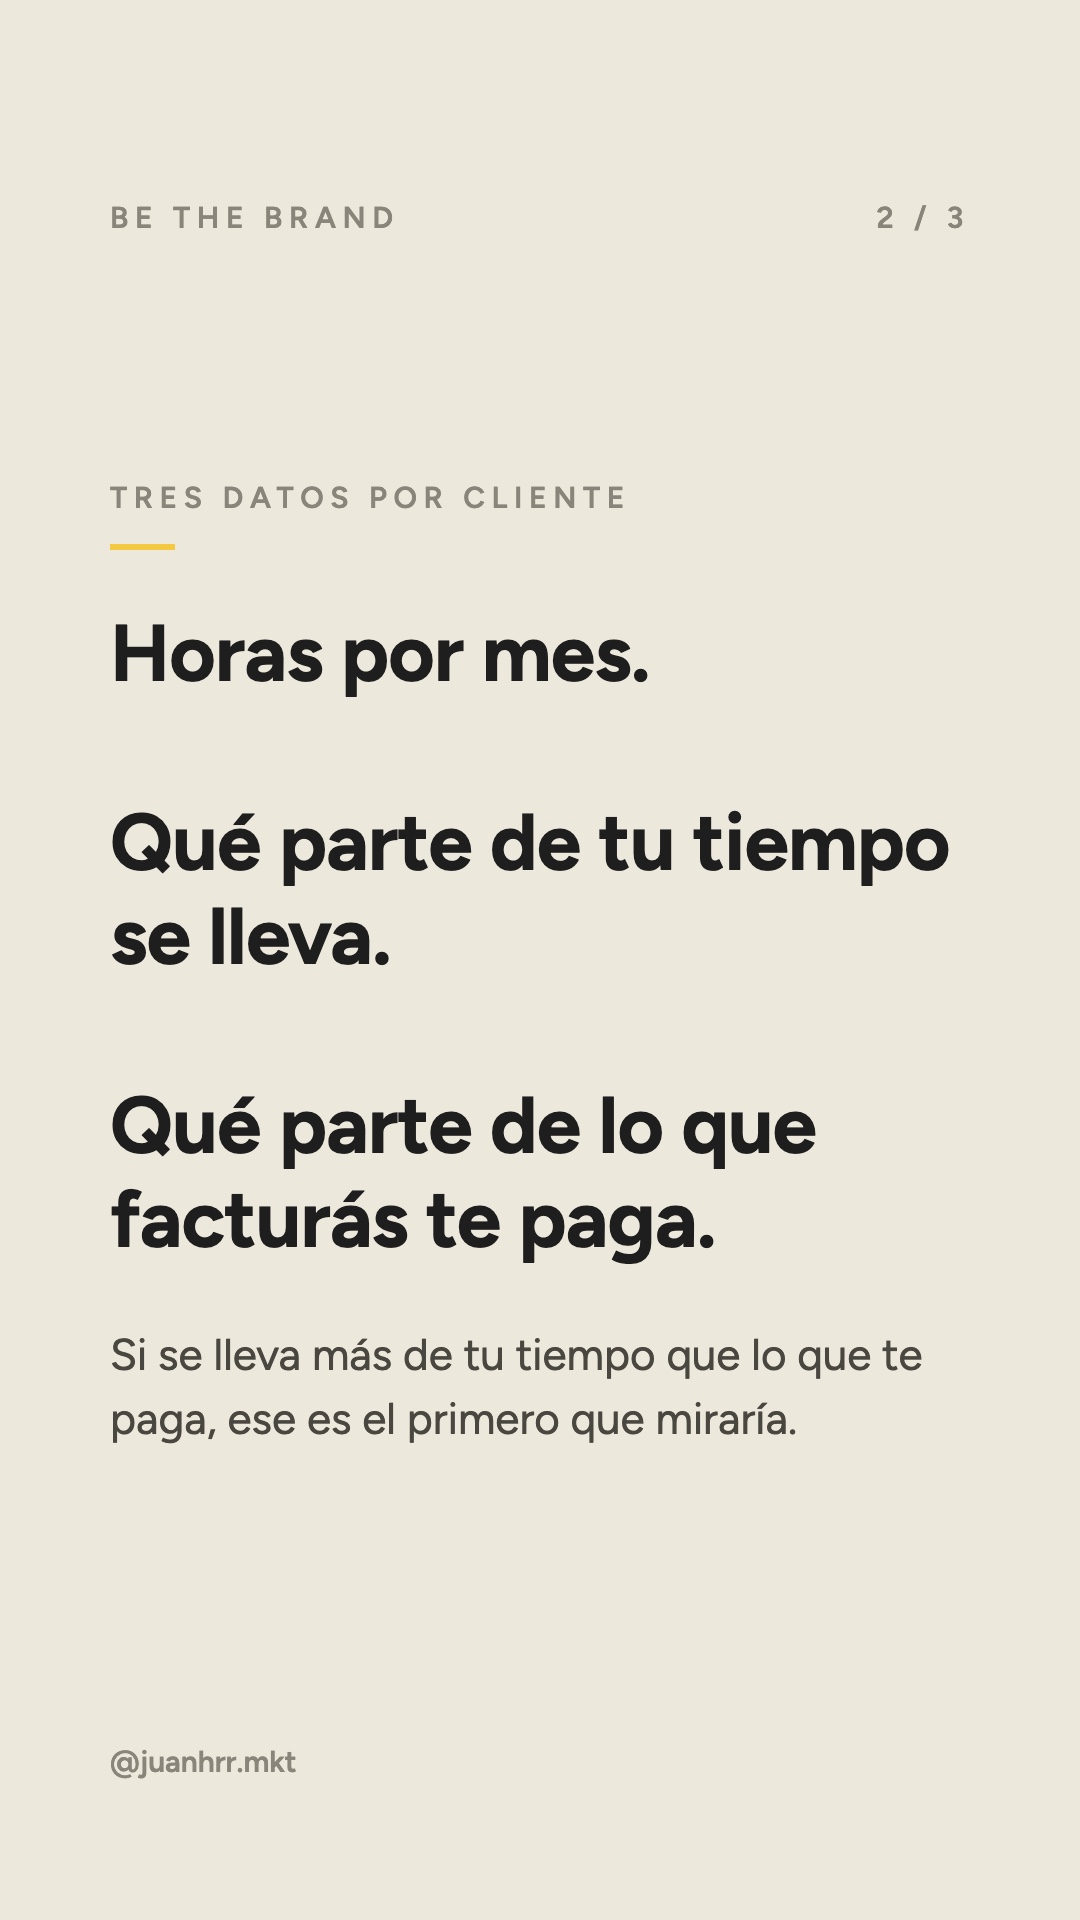 BE THE BRAND
2 / 3
TRES DATOS POR CLIENTE
Horas por mes.
Qué parte de tu tiempo
se lleva.
Qué parte de lo que
facturás te paga.
Si se lleva más de tu tiempo que lo que te
paga, ese es el primero que miraría.
@juanhrr.mkt